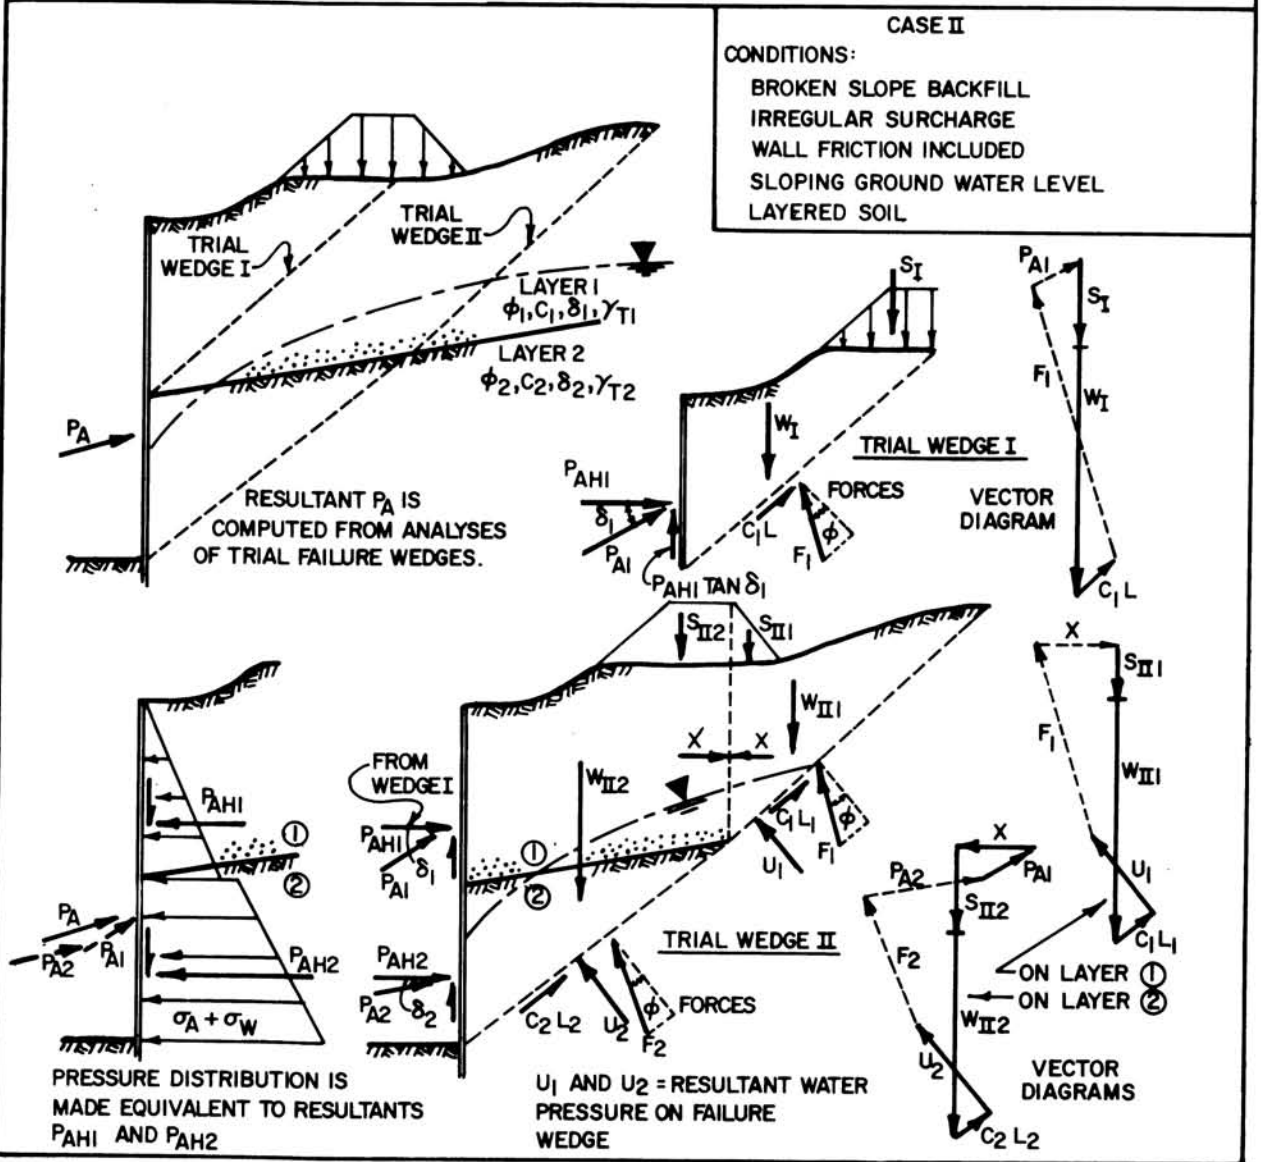 CASE II
CONDITIONS:
BROKEN SLOPE BACKFILL
IRREGULAR SURCHARGE
WALL FRICTION INCLUDED
SLOPING GROUND WATER LEVEL
LAYERED SOIL
TRIAL
WEDGE I
TRIAL
WEDGE II
LAYER 1
ϕ1, C1, δ1, γT1
LAYER 2
ϕ2, C2, δ2, γT2
PA
RESULTANT PA IS
COMPUTED FROM ANALYSES
OF TRIAL FAILURE WEDGES.
SI
WI
TRIAL WEDGE I
FORCES
PAH1
δ1
PA1
PAH1 TAN δ1
C1L
F1
ϕ
PA1
SI
F1
WI
VECTOR
DIAGRAM
C1L
PAH1
1
2
PA
PA2
PA1
PAH2
σA + σW
PRESSURE DISTRIBUTION IS
MADE EQUIVALENT TO RESULTANTS
PAH1 AND PAH2
SII2
SII1
WII1
X
X
FROM
WEDGE I
WII2
PAH1
δ1
PA1
1
2
C1L1
U1
F1
ϕ
TRIAL WEDGE II
FORCES
PAH2
PA2
δ2
C2L2
U2
F2
ϕ
U1 AND U2 = RESULTANT WATER
PRESSURE ON FAILURE
WEDGE
X
SII1
F1
WII1
U1
C1L1
ON LAYER 1
ON LAYER 2
X
PA2
PA1
SII2
F2
WII2
U2
C2L2
VECTOR
DIAGRAMS